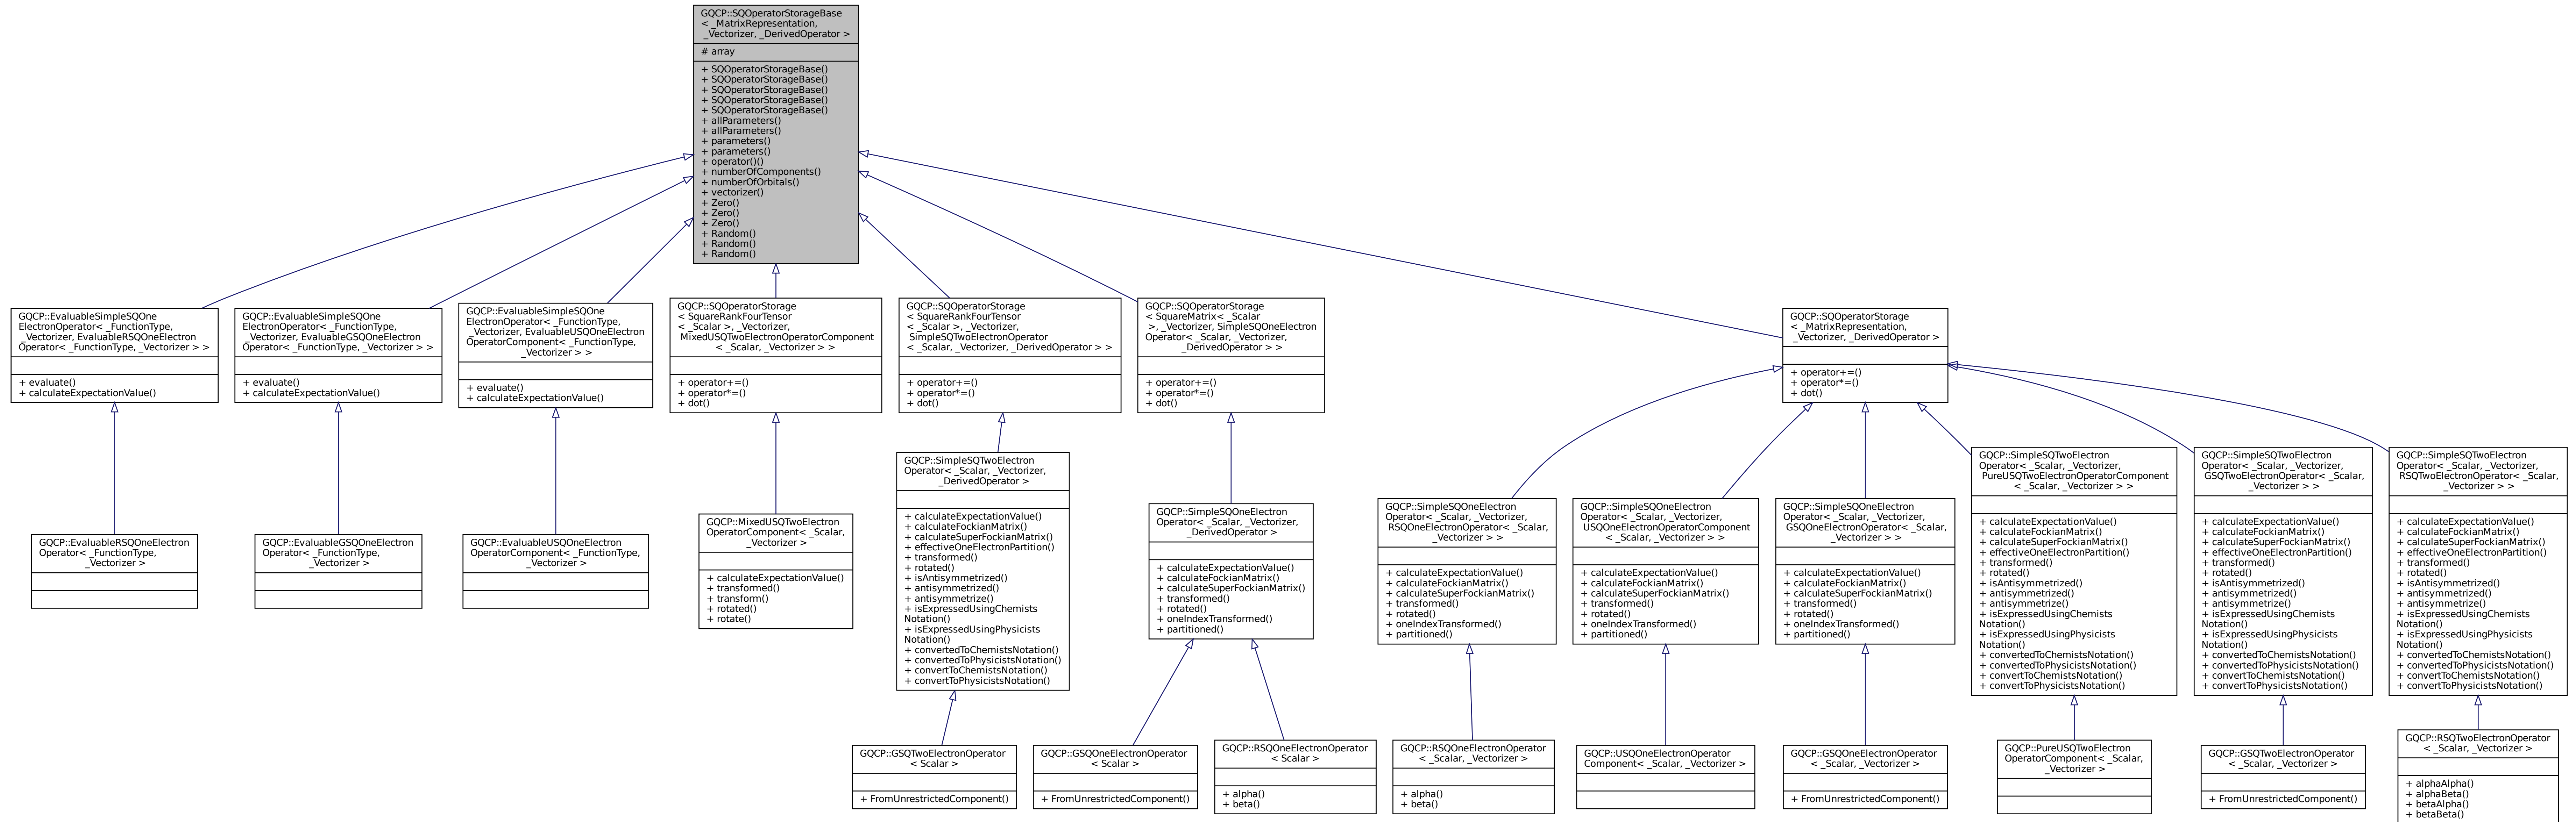 GQCP::SQOperatorStorageBase
< _MatrixRepresentation,
_Vectorizer, _DerivedOperator >
# array
+ SQOperatorStorageBase()
+ SQOperatorStorageBase()
+ SQOperatorStorageBase()
+ SQOperatorStorageBase()
+ SQOperatorStorageBase()
+ allParameters()
+ allParameters()
+ parameters()
+ parameters()
+ operator()()
+ numberOfComponents()
+ numberOfOrbitals()
+ vectorizer()
+ Zero()
+ Zero()
+ Zero()
+ Random()
+ Random()
+ Random()
GQCP::EvaluableSimpleSQOne
ElectronOperator< _FunctionType,
_Vectorizer, EvaluableRSQOneElectron
Operator< _FunctionType, _Vectorizer > >
+ evaluate()
+ calculateExpectationValue()
GQCP::EvaluableSimpleSQOne
ElectronOperator< _FunctionType,
_Vectorizer, EvaluableGSQOneElectron
Operator< _FunctionType, _Vectorizer > >
+ evaluate()
+ calculateExpectationValue()
GQCP::EvaluableSimpleSQOne
ElectronOperator< _FunctionType,
_Vectorizer, EvaluableUSQOneElectron
OperatorComponent< _FunctionType,
_Vectorizer > >
+ evaluate()
+ calculateExpectationValue()
GQCP::SQOperatorStorage
< SquareRankFourTensor
< _Scalar >, _Vectorizer,
MixedUSQTwoElectronOperatorComponent
< _Scalar, _Vectorizer > >
+ operator+=()
+ operator*=()
+ dot()
GQCP::SQOperatorStorage
< SquareRankFourTensor
< _Scalar >, _Vectorizer,
SimpleSQTwoElectronOperator
< _Scalar, _Vectorizer, _DerivedOperator > >
+ operator+=()
+ operator*=()
+ dot()
GQCP::SQOperatorStorage
< SquareMatrix< _Scalar
>, _Vectorizer, SimpleSQOneElectron
Operator< _Scalar, _Vectorizer,
_DerivedOperator > >
+ operator+=()
+ operator*=()
+ dot()
GQCP::SQOperatorStorage
< _MatrixRepresentation,
_Vectorizer, _DerivedOperator >
+ operator+=()
+ operator*=()
+ dot()
GQCP::EvaluableRSQOneElectron
Operator< _FunctionType,
_Vectorizer >
GQCP::EvaluableGSQOneElectron
Operator< _FunctionType,
_Vectorizer >
GQCP::EvaluableUSQOneElectron
OperatorComponent< _FunctionType,
_Vectorizer >
GQCP::MixedUSQTwoElectron
OperatorComponent< _Scalar,
_Vectorizer >
+ calculateExpectationValue()
+ transformed()
+ transform()
+ rotated()
+ rotate()
GQCP::SimpleSQTwoElectron
Operator< _Scalar, _Vectorizer,
_DerivedOperator >
+ calculateExpectationValue()
+ calculateFockianMatrix()
+ calculateSuperFockianMatrix()
+ effectiveOneElectronPartition()
+ transformed()
+ rotated()
+ isAntisymmetrized()
+ antisymmetrized()
+ antisymmetrize()
+ isExpressedUsingChemists
Notation()
+ isExpressedUsingPhysicists
Notation()
+ convertedToChemistsNotation()
+ convertedToPhysicistsNotation()
+ convertToChemistsNotation()
+ convertToPhysicistsNotation()
GQCP::SimpleSQOneElectron
Operator< _Scalar, _Vectorizer,
_DerivedOperator >
+ calculateExpectationValue()
+ calculateFockianMatrix()
+ calculateSuperFockianMatrix()
+ transformed()
+ rotated()
+ oneIndexTransformed()
+ partitioned()
GQCP::SimpleSQOneElectron
Operator< _Scalar, _Vectorizer,
RSQOneElectronOperator< _Scalar,
_Vectorizer > >
+ calculateExpectationValue()
+ calculateFockianMatrix()
+ calculateSuperFockianMatrix()
+ transformed()
+ rotated()
+ oneIndexTransformed()
+ partitioned()
GQCP::SimpleSQOneElectron
Operator< _Scalar, _Vectorizer,
USQOneElectronOperatorComponent
< _Scalar, _Vectorizer > >
+ calculateExpectationValue()
+ calculateFockianMatrix()
+ calculateSuperFockianMatrix()
+ transformed()
+ rotated()
+ oneIndexTransformed()
+ partitioned()
GQCP::SimpleSQOneElectron
Operator< _Scalar, _Vectorizer,
GSQOneElectronOperator< _Scalar,
_Vectorizer > >
+ calculateExpectationValue()
+ calculateFockianMatrix()
+ calculateSuperFockianMatrix()
+ transformed()
+ rotated()
+ oneIndexTransformed()
+ partitioned()
GQCP::SimpleSQTwoElectron
Operator< _Scalar, _Vectorizer,
PureUSQTwoElectronOperatorComponent
< _Scalar, _Vectorizer > >
+ calculateExpectationValue()
+ calculateFockianMatrix()
+ calculateSuperFockianMatrix()
+ effectiveOneElectronPartition()
+ transformed()
+ rotated()
+ isAntisymmetrized()
+ antisymmetrized()
+ antisymmetrize()
+ isExpressedUsingChemists
Notation()
+ isExpressedUsingPhysicists
Notation()
+ convertedToChemistsNotation()
+ convertedToPhysicistsNotation()
+ convertToChemistsNotation()
+ convertToPhysicistsNotation()
GQCP::SimpleSQTwoElectron
Operator< _Scalar, _Vectorizer,
GSQTwoElectronOperator< _Scalar,
_Vectorizer > >
+ calculateExpectationValue()
+ calculateFockianMatrix()
+ calculateSuperFockianMatrix()
+ effectiveOneElectronPartition()
+ transformed()
+ rotated()
+ isAntisymmetrized()
+ antisymmetrized()
+ antisymmetrize()
+ isExpressedUsingChemists
Notation()
+ isExpressedUsingPhysicists
Notation()
+ convertedToChemistsNotation()
+ convertedToPhysicistsNotation()
+ convertToChemistsNotation()
+ convertToPhysicistsNotation()
GQCP::SimpleSQTwoElectron
Operator< _Scalar, _Vectorizer,
RSQTwoElectronOperator< _Scalar,
_Vectorizer > >
+ calculateExpectationValue()
+ calculateFockianMatrix()
+ calculateSuperFockianMatrix()
+ effectiveOneElectronPartition()
+ transformed()
+ rotated()
+ isAntisymmetrized()
+ antisymmetrized()
+ antisymmetrize()
+ isExpressedUsingChemists
Notation()
+ isExpressedUsingPhysicists
Notation()
+ convertedToChemistsNotation()
+ convertedToPhysicistsNotation()
+ convertToChemistsNotation()
+ convertToPhysicistsNotation()
GQCP::GSQTwoElectronOperator
< Scalar >
+ FromUnrestrictedComponent()
GQCP::GSQOneElectronOperator
< Scalar >
+ FromUnrestrictedComponent()
GQCP::RSQOneElectronOperator
< Scalar >
+ alpha()
+ beta()
GQCP::RSQOneElectronOperator
< _Scalar, _Vectorizer >
+ alpha()
+ beta()
GQCP::USQOneElectronOperator
Component< _Scalar, _Vectorizer >
GQCP::GSQOneElectronOperator
< _Scalar, _Vectorizer >
+ FromUnrestrictedComponent()
GQCP::PureUSQTwoElectron
OperatorComponent< _Scalar,
_Vectorizer >
GQCP::GSQTwoElectronOperator
< _Scalar, _Vectorizer >
+ FromUnrestrictedComponent()
GQCP::RSQTwoElectronOperator
< _Scalar, _Vectorizer >
+ alphaAlpha()
+ alphaBeta()
+ betaAlpha()
+ betaBeta()